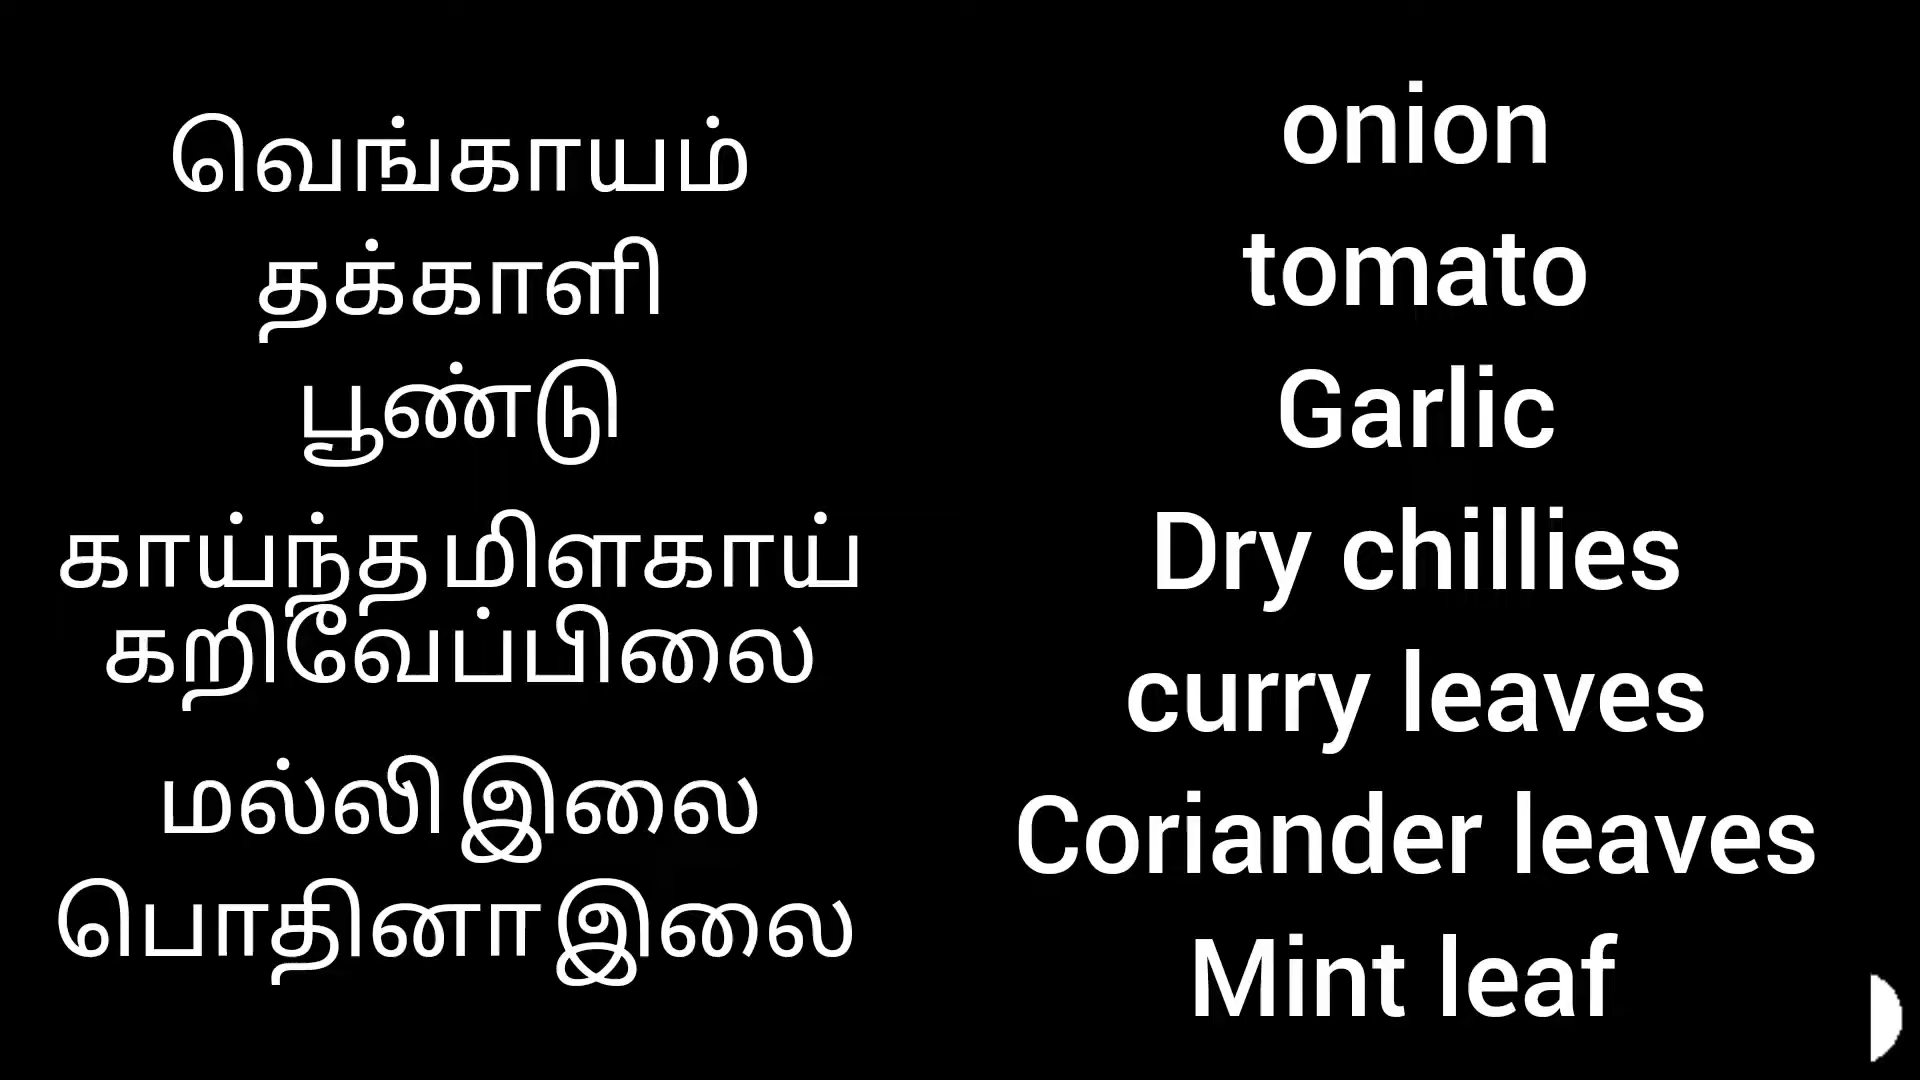 வெங்காயம்
தக்காளி
பூண்டு
காய்ந்த மிளகாய்
கறிவேப்பிலை
மல்லி இலை
பொதினா இலை
onion
tomato
Garlic
Dry chillies
curry leaves
Coriander leaves
Mint leaf